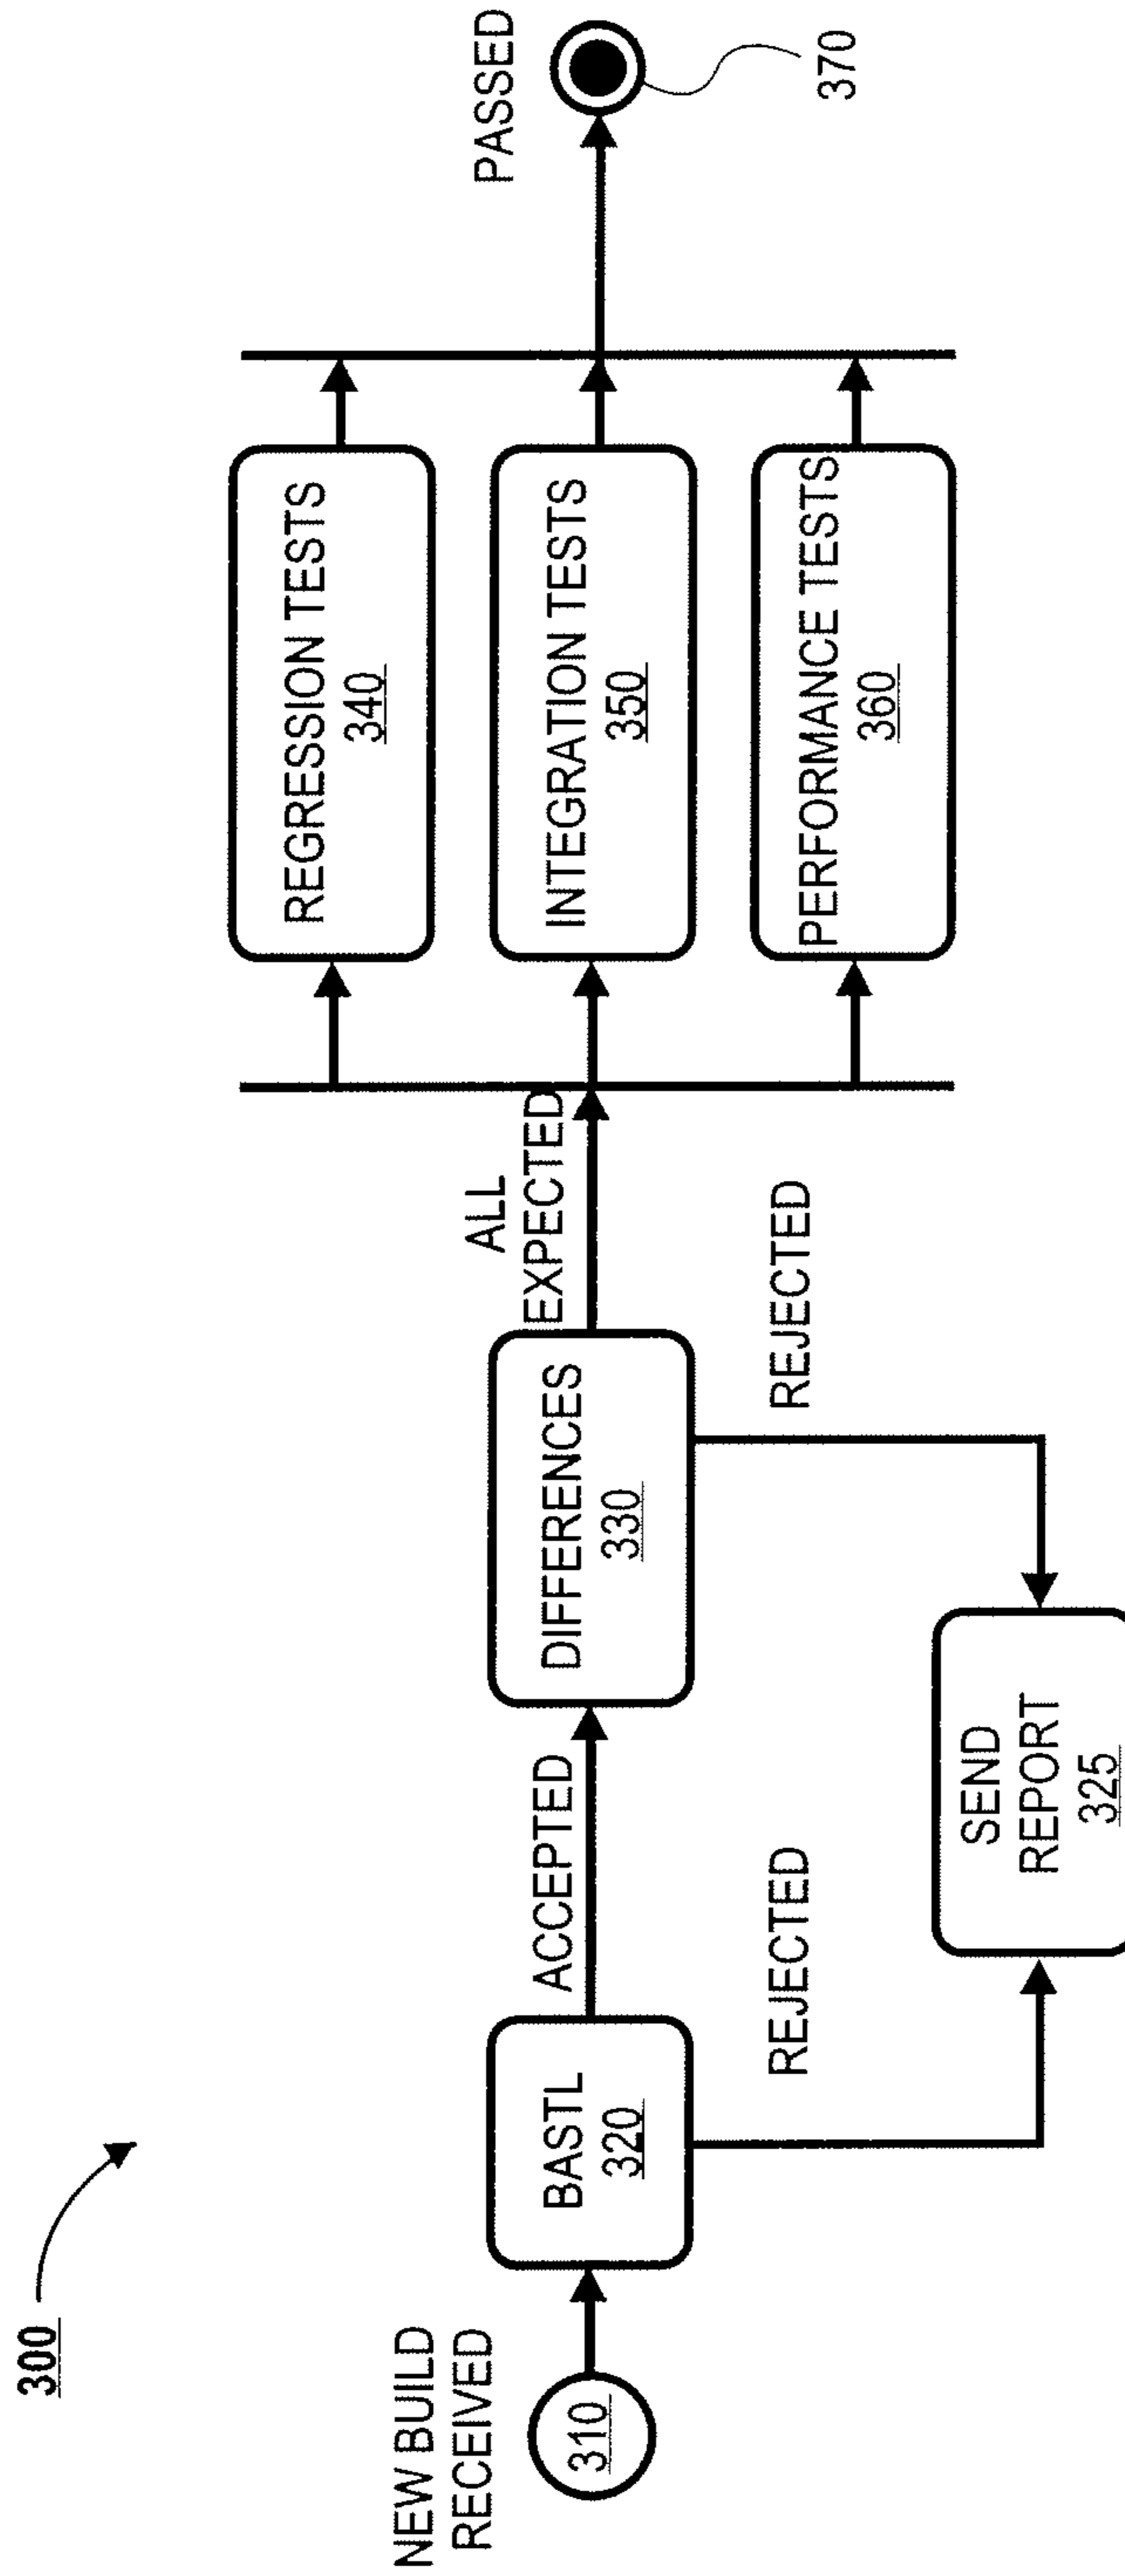 300
NEW BUILD
RECEIVED
310
BASTL
320
ACCEPTED
REJECTED
DIFFERENCES
330
SEND
REPORT
325
ALL
EXPECTED
REJECTED
REGRESSION TESTS
340
INTEGRATION TESTS
350
PERFORMANCE TESTS
360
PASSED
370